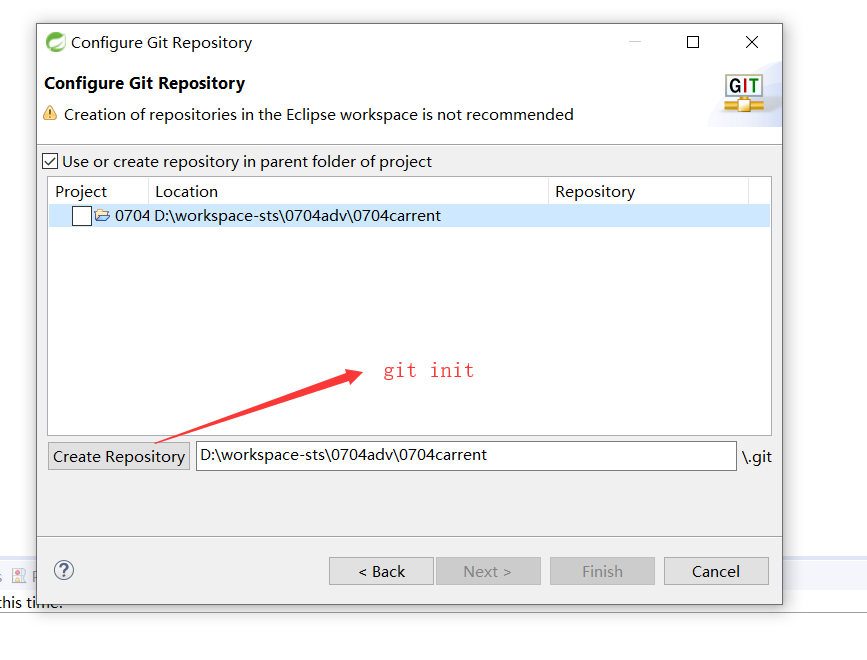 Configure Git Repository
Configure Git Repository
GIT
Creation of repositories in the Eclipse workspace is not recommended
Use or create repository in parent folder of project
Project Location Repository
0704 D:\workspace-sts\0704adv\0704carrent
git init
Create Repository D:\workspace-sts\0704adv\0704carrent \.git
? < Back Next > Finish Cancel
this time.